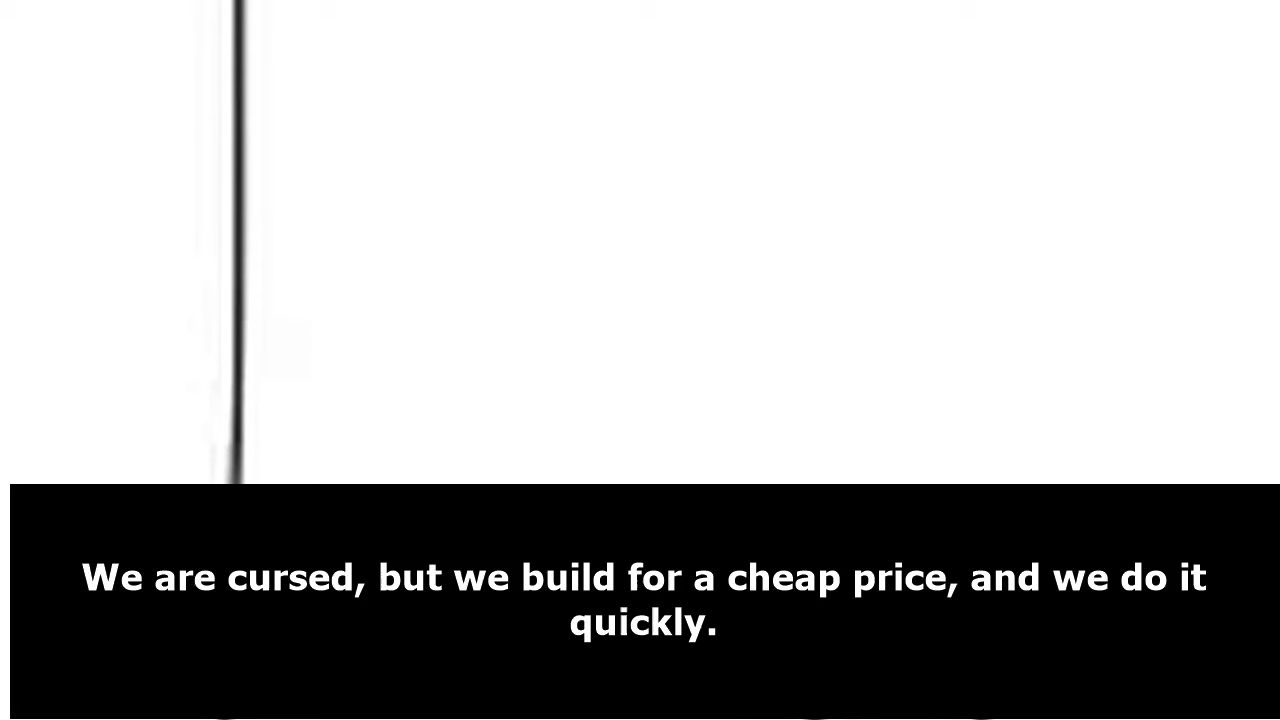 We are cursed, but we build for a cheap price, and we do it
quickly.